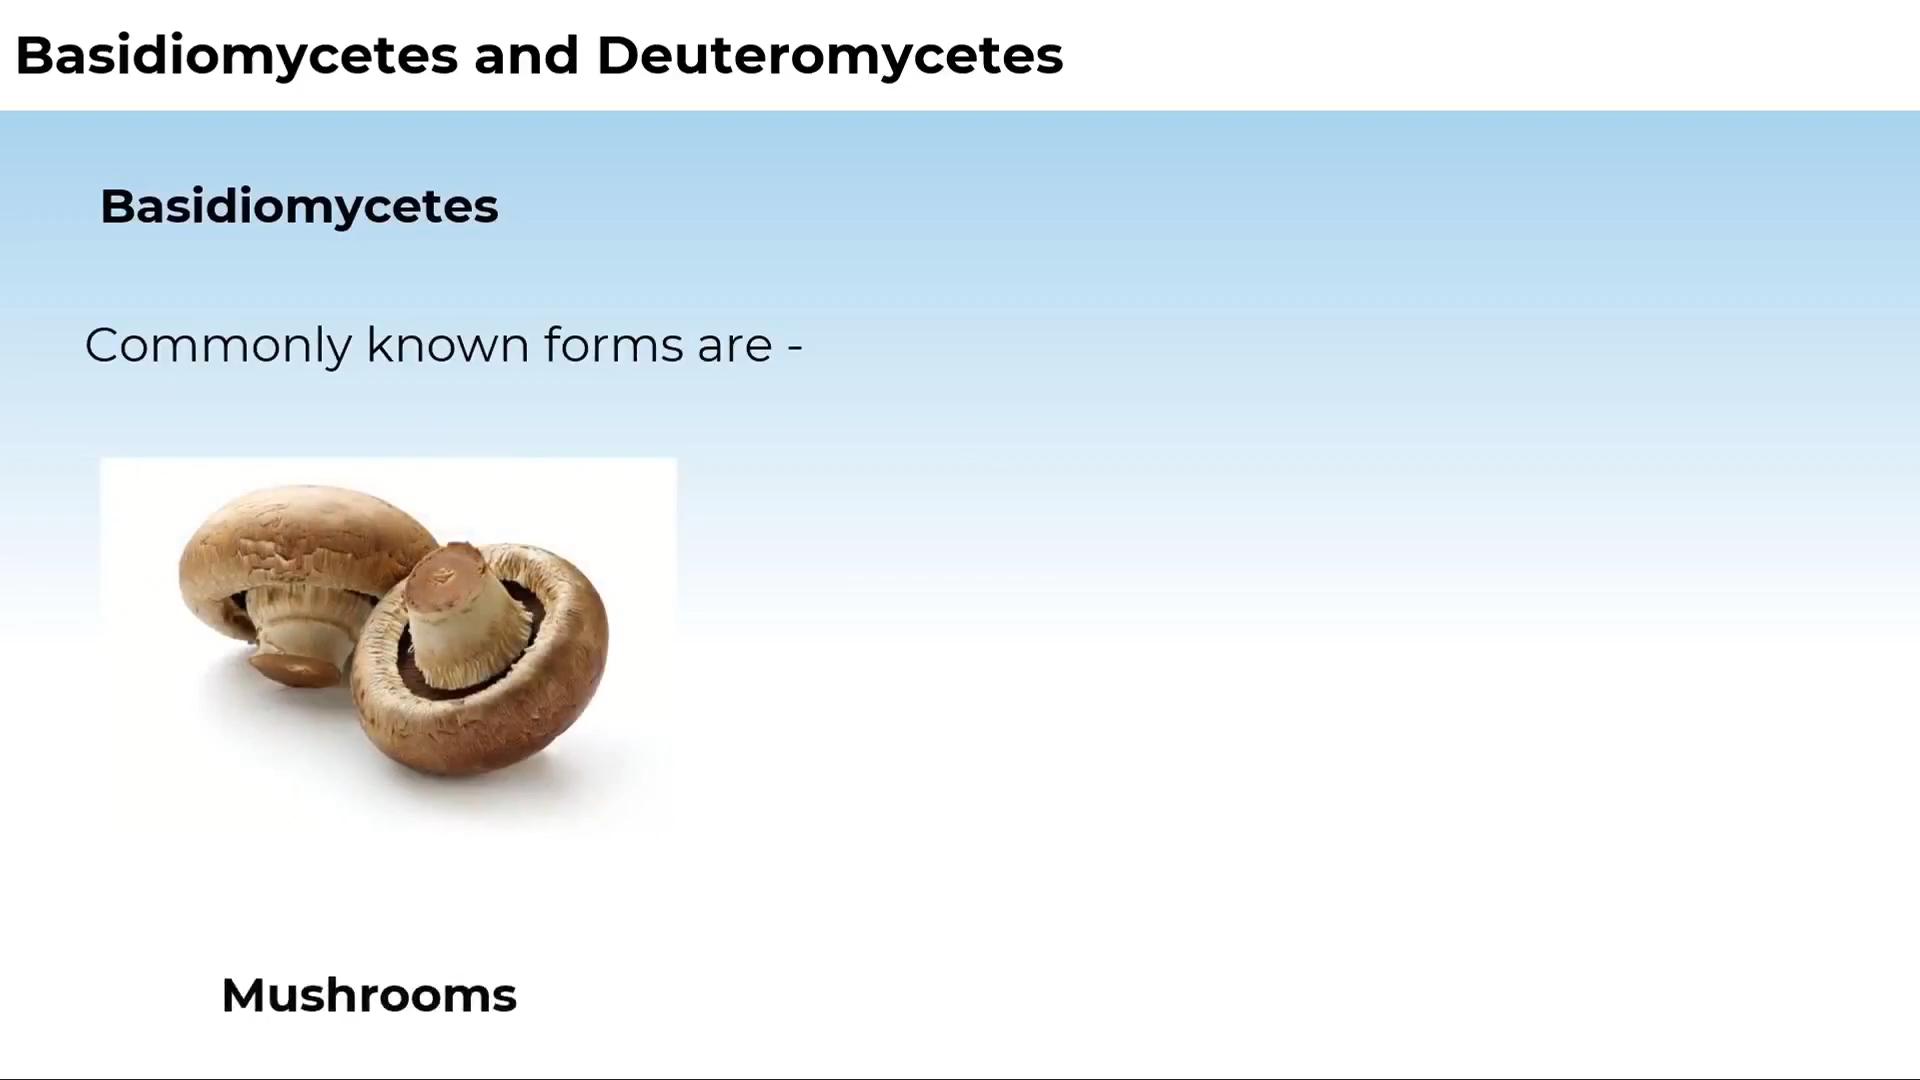 Basidiomycetes and Deuteromycetes
Basidiomycetes
Commonly known forms are -
Mushrooms